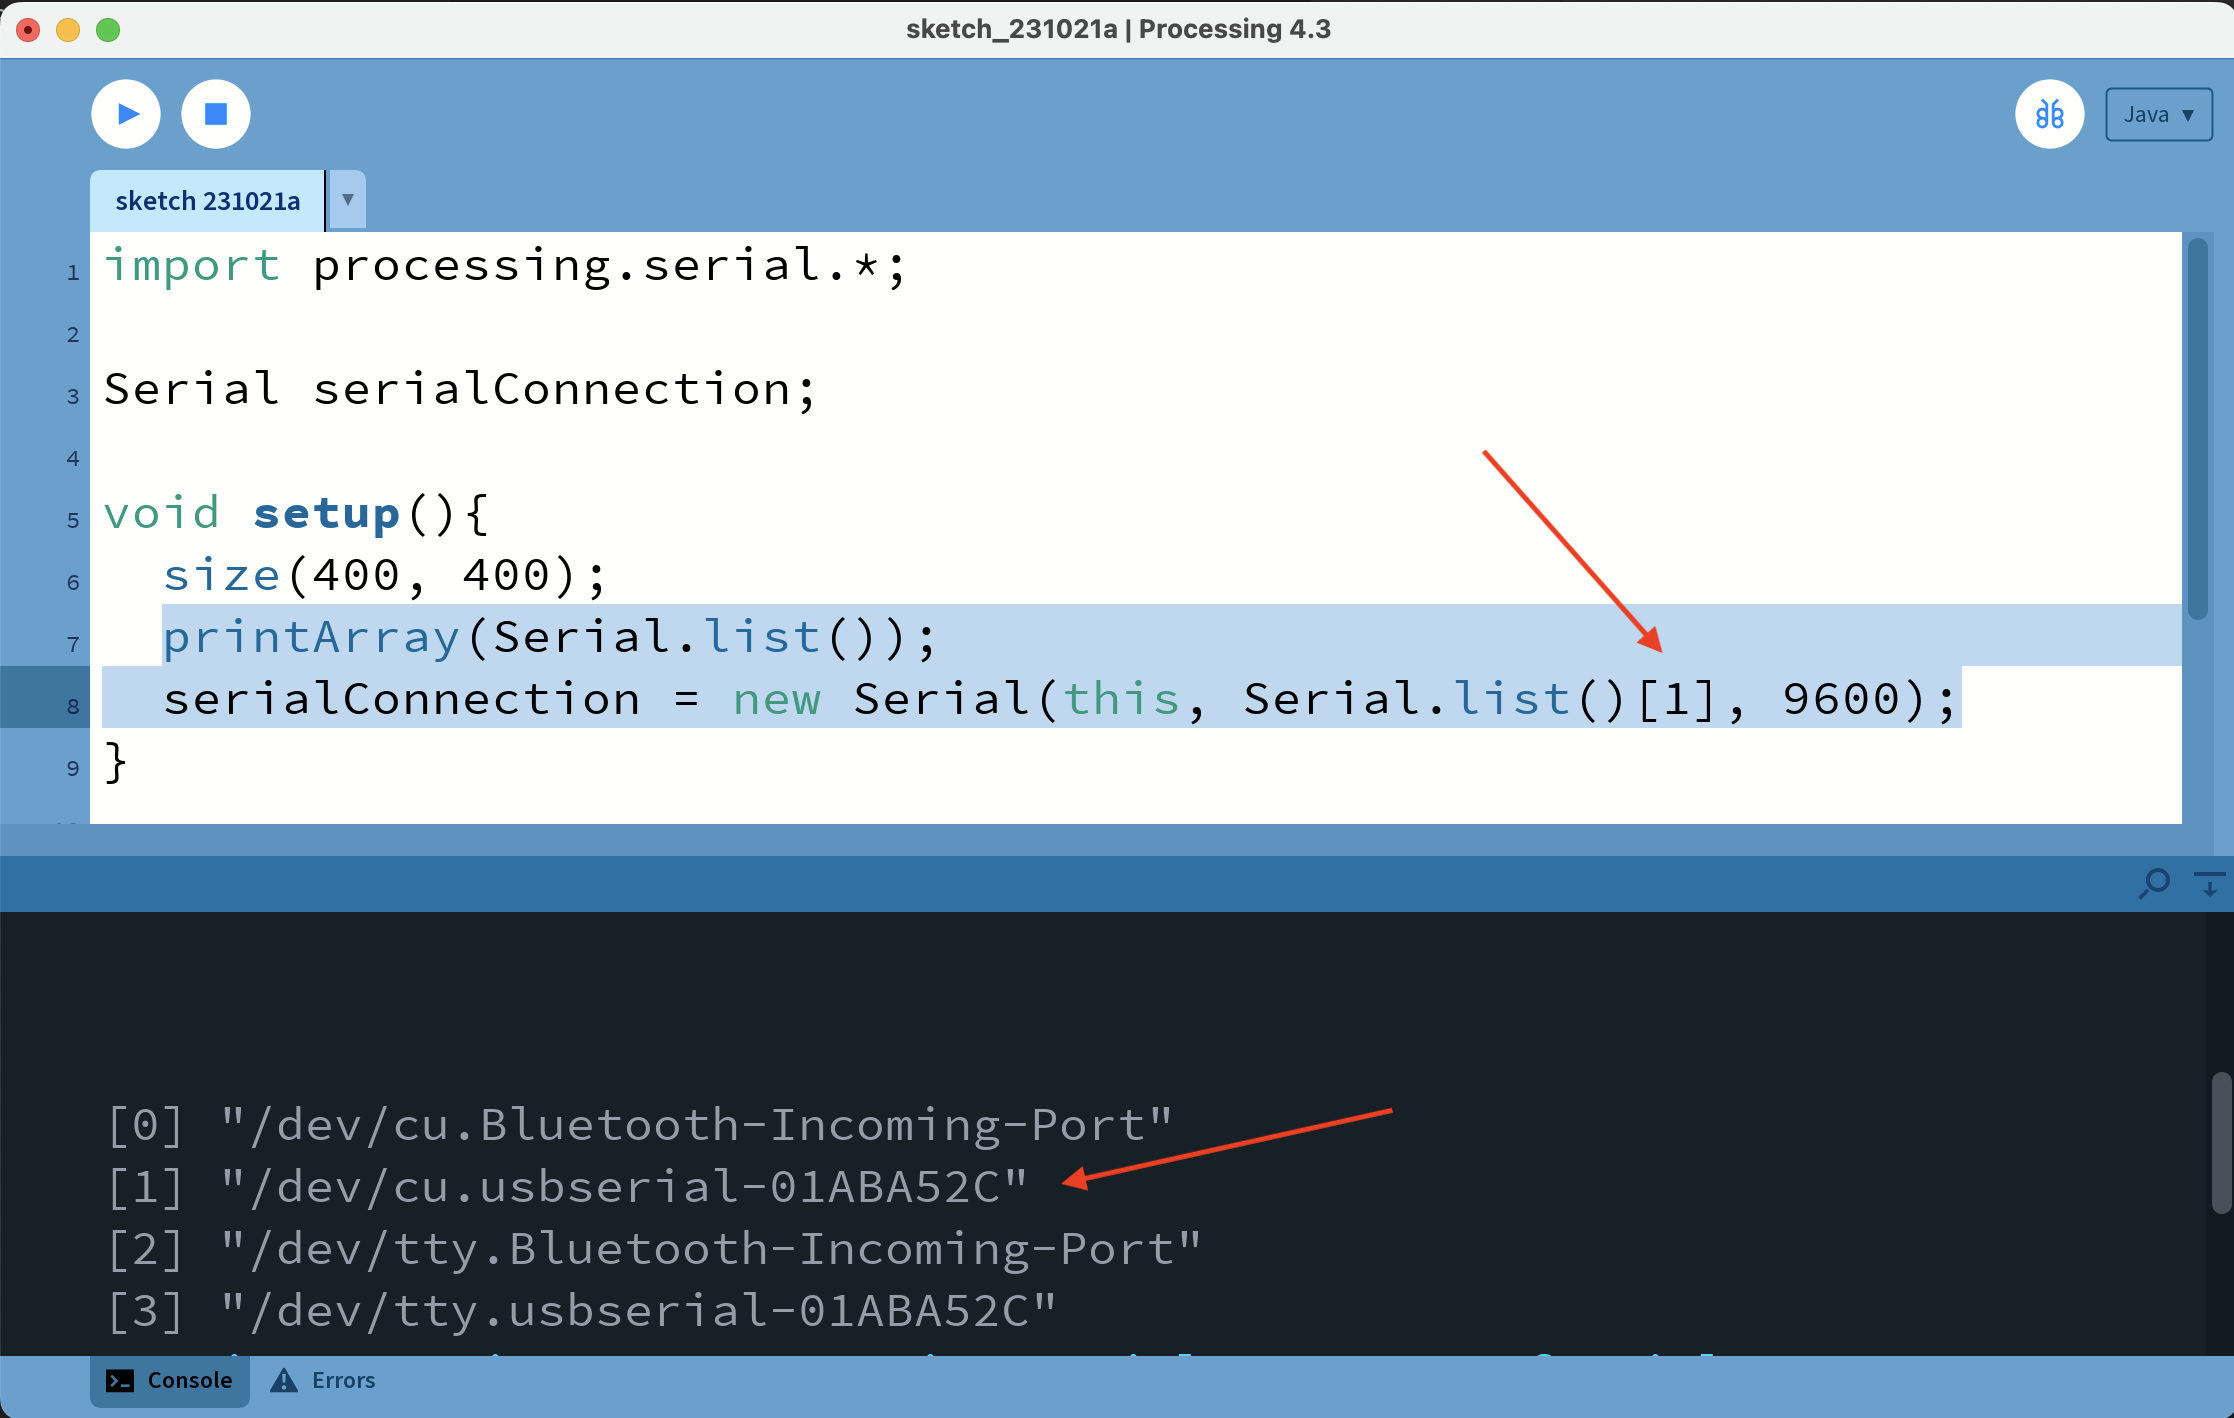 sketch_231021a | Processing 4.3
Java ▾
sketch 231021a ▾
1 import processing.serial.*;
2
3 Serial serialConnection;
4
5 void setup(){
6 size(400, 400);
7 printArray(Serial.list());
8 serialConnection = new Serial(this, Serial.list()[1], 9600);
9 }
[0] "/dev/cu.Bluetooth-Incoming-Port"
[1] "/dev/cu.usbserial-01ABA52C"
[2] "/dev/tty.Bluetooth-Incoming-Port"
[3] "/dev/tty.usbserial-01ABA52C"
Console Errors